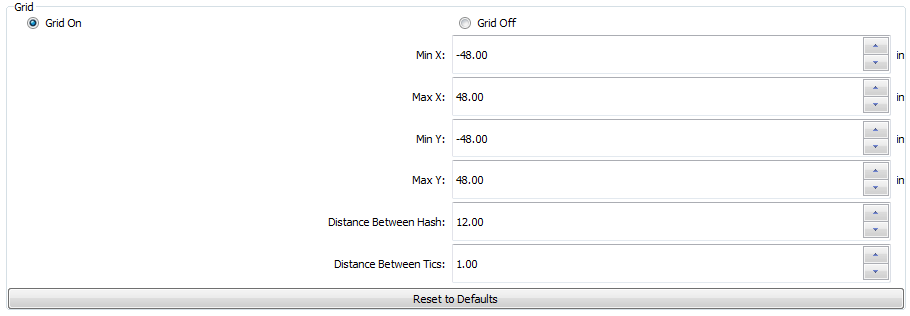 Grid
Grid On Grid Off
Min X: -48.00 in
Max X: 48.00 in
Min Y: -48.00 in
Max Y: 48.00 in
Distance Between Hash: 12.00
Distance Between Tics: 1.00
Reset to Defaults